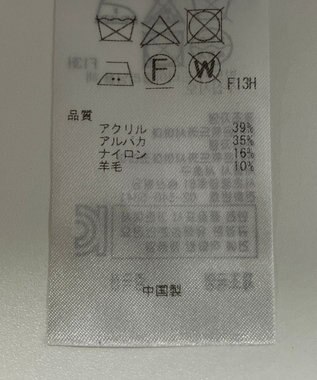 F W F13H
品質
アクリル 39%
アルパカ 35%
ナイロン 16%
羊毛 10%
中国製